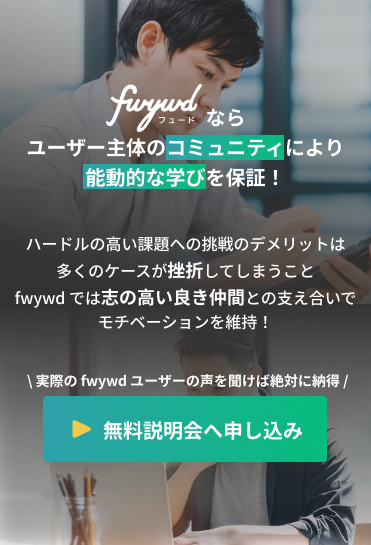 fwywd なら
フュード
ユーザー主体のコミュニティにより
能動的な学びを保証！
ハードルの高い課題への挑戦のデメリットは
多くのケースが挫折してしまうこと
fwywd では志の高い良き仲間との支え合いで
モチベーションを維持！
\ 実際の fwywd ユーザーの声を聞けば絶対に納得 /
無料説明会へ申し込み